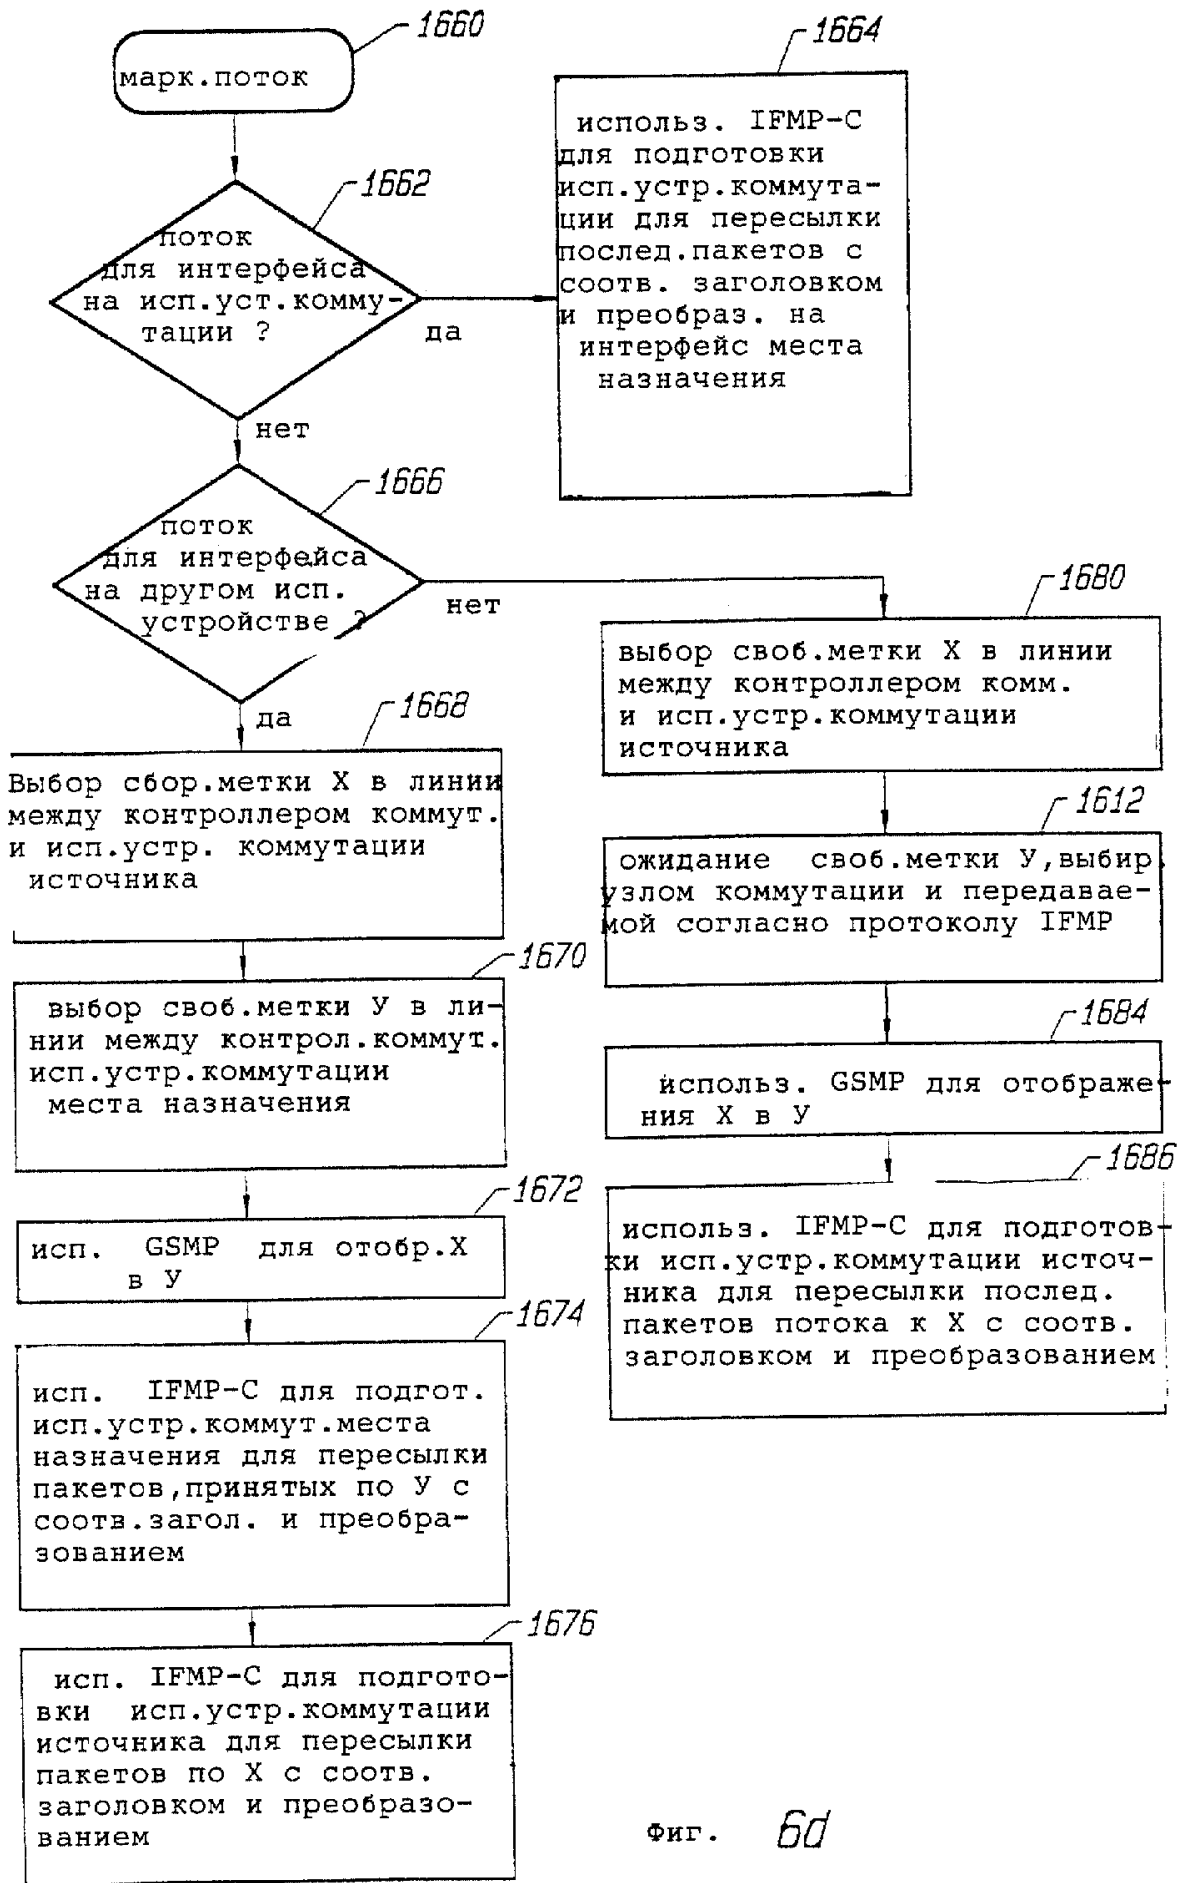 1660
марк.поток
1662
поток
для интерфейса
на исп.уст.комму-
тации ?
да
нет
1664
использ. IFMP-C
для подготовки
исп.устр.коммута-
ции для пересылки
послед.пакетов с
соотв. заголовком
и преобраз. на
интерфейс места
назначения
1666
поток
для интерфейса
на другом исп.
устройстве ?
нет
да
1668
Выбор сбор.метки X в линии
между контроллером коммут.
и исп.устр. коммутации
источника
1670
выбор своб.метки У в ли-
нии между контрол.коммут.
исп.устр.коммутации
места назначения
1672
исп. GSMP для отобр.X
в У
1674
исп. IFMP-C для подгот.
исп.устр.коммут.места
назначения для пересылки
пакетов,принятых по У с
соотв.загол. и преобра-
зованием
1676
исп. IFMP-C для подгото-
вки исп.устр.коммутации
источника для пересылки
пакетов по X с соотв.
заголовком и преобразо-
ванием
1680
выбор своб.метки X в линии
между контроллером комм.
и исп.устр.коммутации
источника
1612
ожидание своб.метки У,выбир.
узлом коммутации и передавае-
мой согласно протоколу IFMP
1684
использ. GSMP для отображе-
ния X в У
1686
использ. IFMP-C для подготов-
ки исп.устр.коммутации источ-
ника для пересылки послед.
пакетов потока к X с соотв.
заголовком и преобразованием
Фиг. 6d